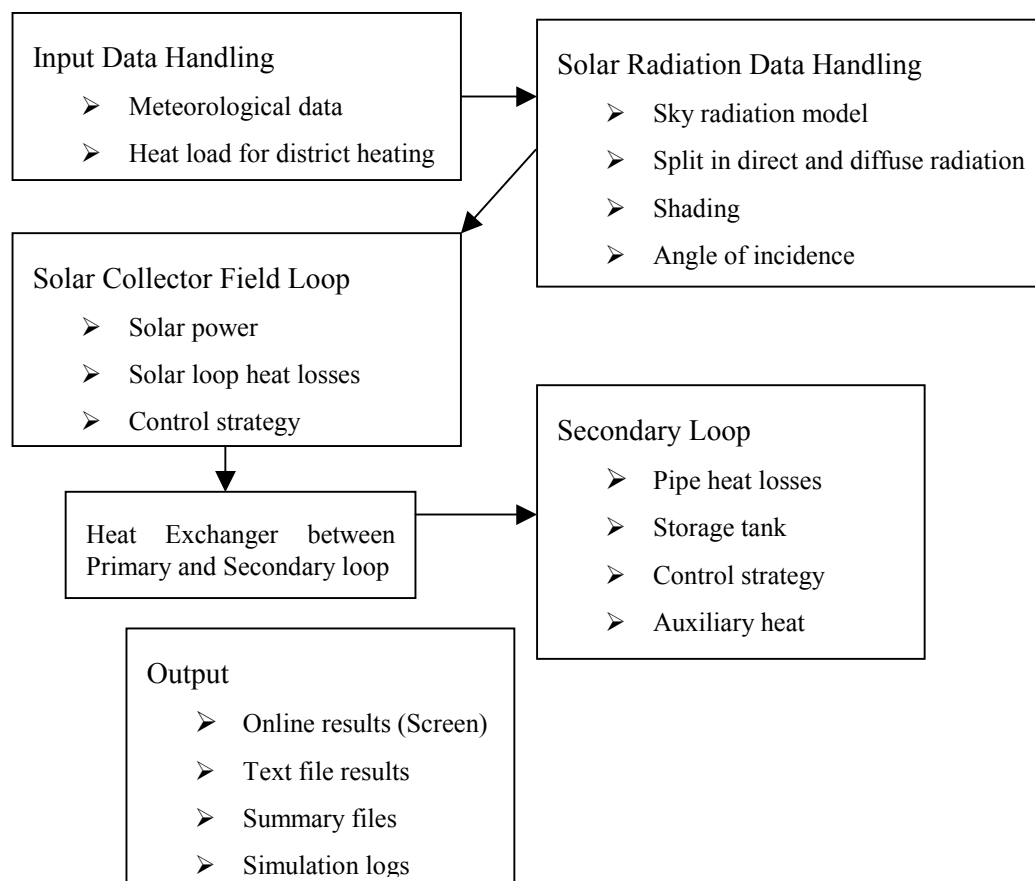 Input Data Handling
➢ Meteorological data
➢ Heat load for district heating
Solar Radiation Data Handling
➢ Sky radiation model
➢ Split in direct and diffuse radiation
➢ Shading
➢ Angle of incidence
Solar Collector Field Loop
➢ Solar power
➢ Solar loop heat losses
➢ Control strategy
Heat Exchanger between
Primary and Secondary loop
Secondary Loop
➢ Pipe heat losses
➢ Storage tank
➢ Control strategy
➢ Auxiliary heat
Output
➢ Online results (Screen)
➢ Text file results
➢ Summary files
➢ Simulation logs